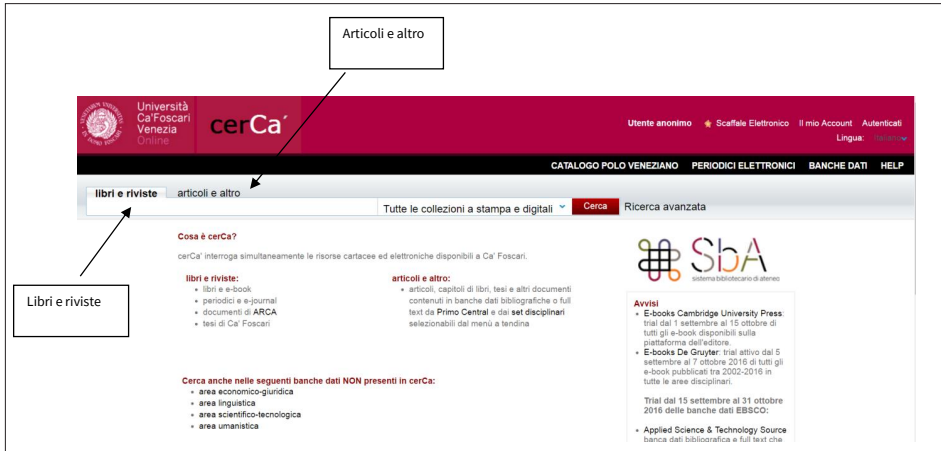 Articoli e altro
Università
Ca'Foscari
Venezia
Online
cerCa´
Utente anonimo Scaffale Elettronico Il mio Account Autenticati
Lingua: Italiano
CATALOGO POLO VENEZIANO PERIODICI ELETTRONICI BANCHE DATI HELP
libri e riviste articoli e altro
Tutte le collezioni a stampa e digitali Cerca Ricerca avanzata
Libri e riviste
Cosa è cerCa?
cerCa' interroga simultaneamente le risorse cartacee ed elettroniche disponibili a Ca' Foscari.
libri e riviste:
• libri e e-book
• periodici e e-journal
• documenti di ARCA
• tesi di Ca' Foscari
articoli e altro:
• articoli, capitoli di libri, tesi e altri documenti
contenuti in banche dati bibliografiche o full
text da Primo Central e dai set disciplinari
selezionabili dal menù a tendina
Cerca anche nelle seguenti banche dati NON presenti in cerCa:
• area economico-giuridica
• area linguistica
• area scientifico-tecnologica
• area umanistica
SbA
sistema bibliotecario di ateneo
Avvisi
• E-books Cambridge University Press:
trial dal 1 settembre al 15 ottobre di
tutti gli e-book disponibili sulla
piattaforma dell'editore.
• E-books De Gruyter: trial attivo dal 5
settembre al 7 ottobre 2016 di tutti gli
e-book pubblicati tra 2002-2016 in
tutte le aree disciplinari.
Trial dal 15 settembre al 31 ottobre
2016 delle banche dati EBSCO:
• Applied Science & Technology Source
banca dati bibliografica e full text che